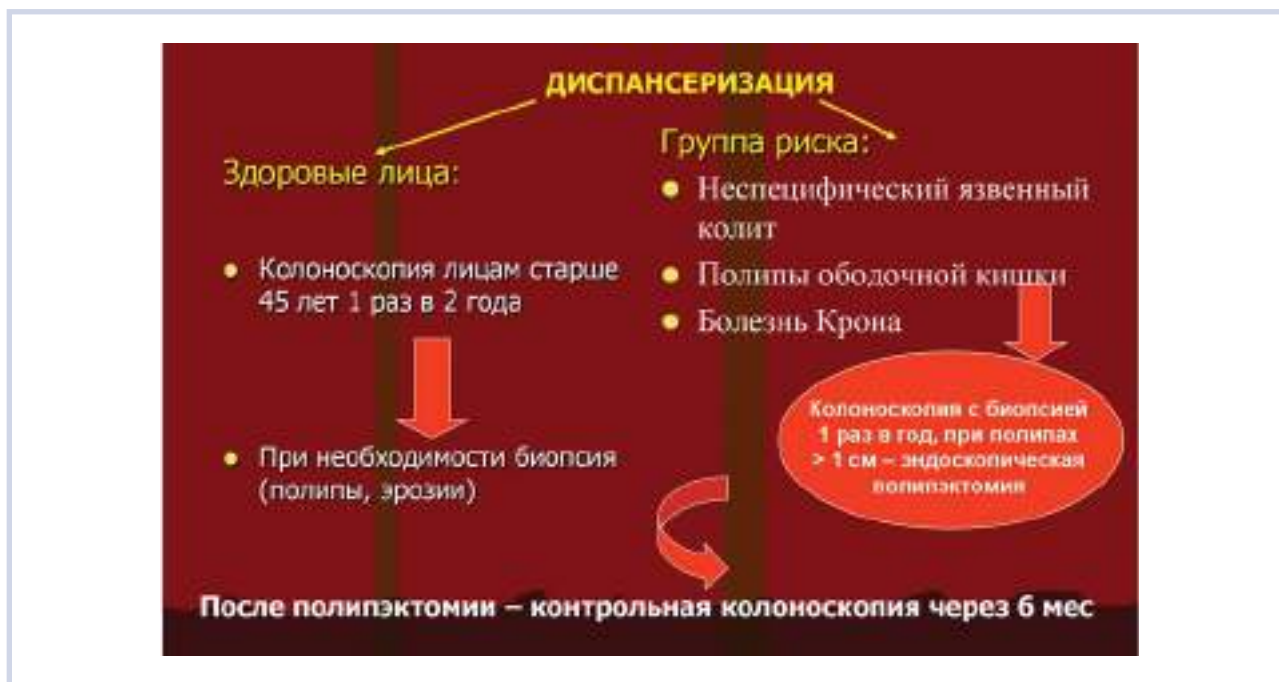 ДИСПАНСЕРИЗАЦИЯ
Здоровые лица:
Колоноскопия лицам старше
45 лет 1 раз в 2 года
При необходимости биопсия
(полипы, эрозии)
Группа риска:
Неспецифический язвенный
колит
Полипы ободочной кишки
Болезнь Крона
Колоноскопия с биопсией
1 раз в год, при полипах
> 1 см – эндоскопическая
полипэктомия
После полипэктомии – контрольная колоноскопия через 6 мес